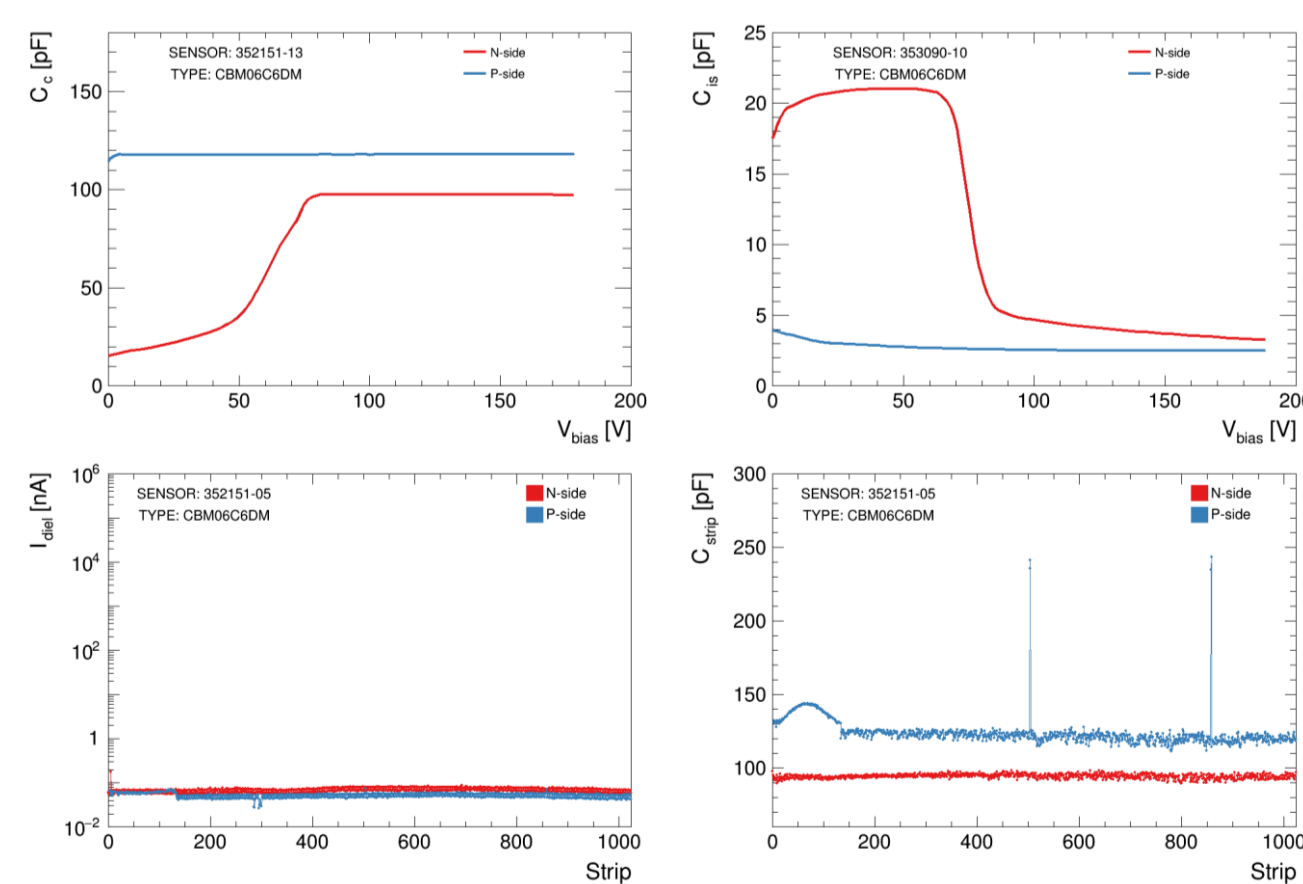 C_c [pF]
SENSOR: 352151-13
TYPE: CBM06C6DM
N-side
P-side
150
100
50
0
0 50 100 150 200
V_bias [V]
C_is [pF]
SENSOR: 353090-10
TYPE: CBM06C6DM
N-side
P-side
25
20
15
10
5
0
0 50 100 150 200
V_bias [V]
I_diel [nA]
SENSOR: 352151-05
TYPE: CBM06C6DM
N-side
P-side
10^6
10^4
10^2
1
10^−2
0 200 400 600 800 1000
Strip
C_strip [pF]
SENSOR: 352151-05
TYPE: CBM06C6DM
N-side
P-side
300
250
200
150
100
0 200 400 600 800 1000
Strip